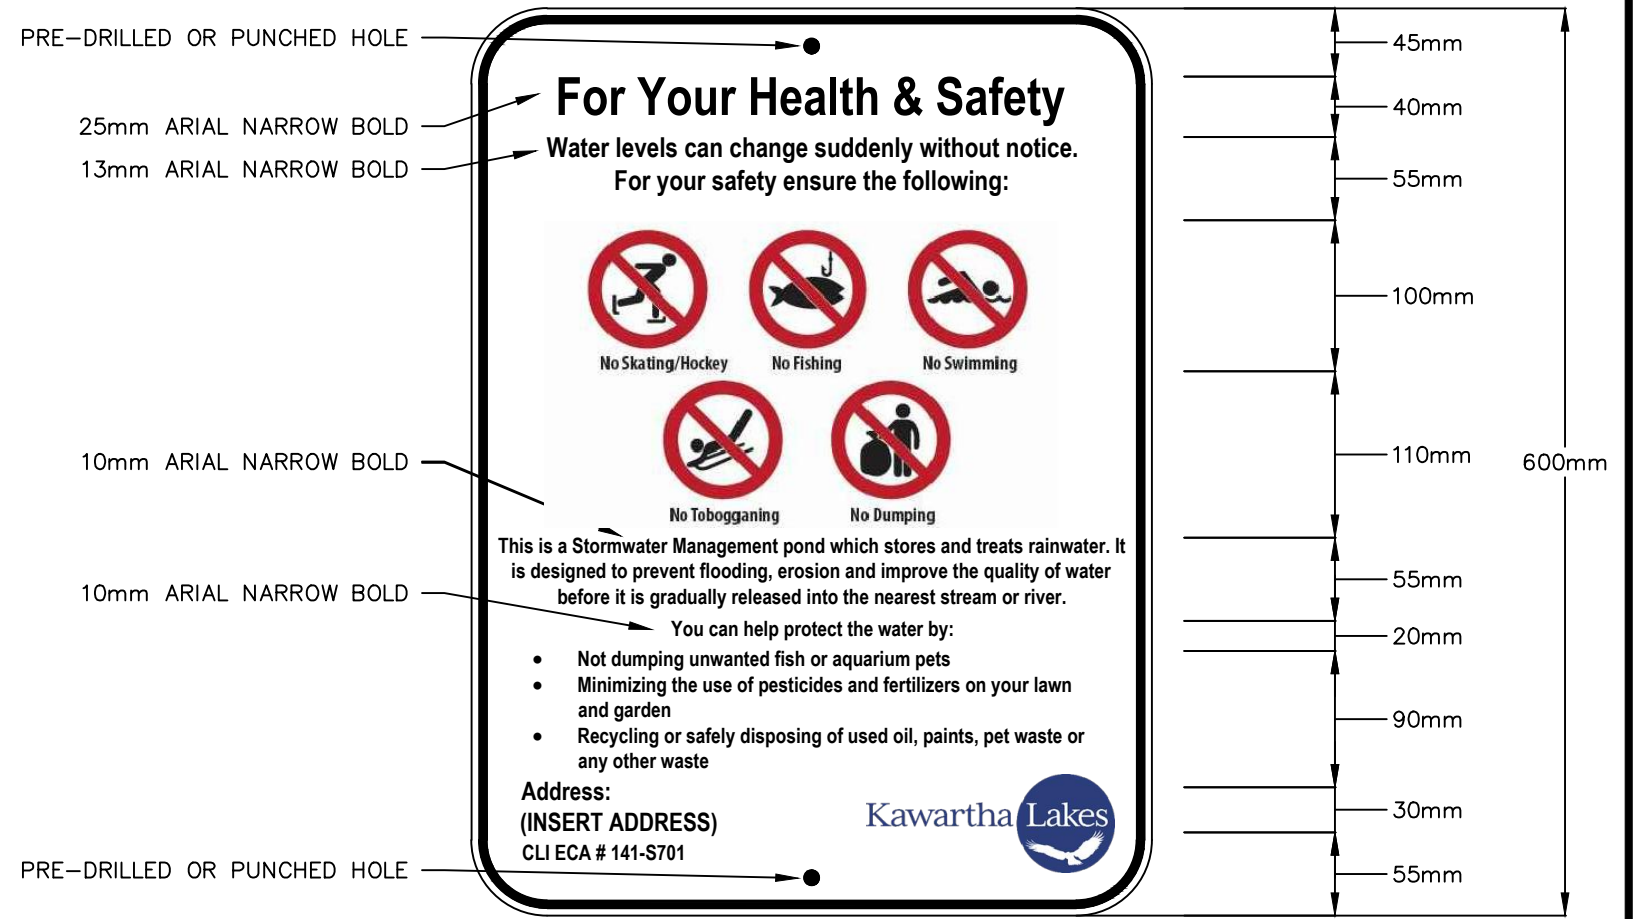 PRE-DRILLED OR PUNCHED HOLE
45mm
For Your Health & Safety
25mm ARIAL NARROW BOLD
40mm
13mm ARIAL NARROW BOLD
Water levels can change suddenly without notice.
For your safety ensure the following:
55mm
100mm
No Skating/Hockey
No Fishing
No Swimming
10mm ARIAL NARROW BOLD
110mm
600mm
No Tobogganing
No Dumping
This is a Stormwater Management pond which stores and treats rainwater. It
is designed to prevent flooding, erosion and improve the quality of water
before it is gradually released into the nearest stream or river.
55mm
10mm ARIAL NARROW BOLD
You can help protect the water by:
20mm
• Not dumping unwanted fish or aquarium pets
• Minimizing the use of pesticides and fertilizers on your lawn
and garden
• Recycling or safely disposing of used oil, paints, pet waste or
any other waste
90mm
Address:
(INSERT ADDRESS)
CLI ECA # 141-S701
Kawartha Lakes
30mm
PRE-DRILLED OR PUNCHED HOLE
55mm